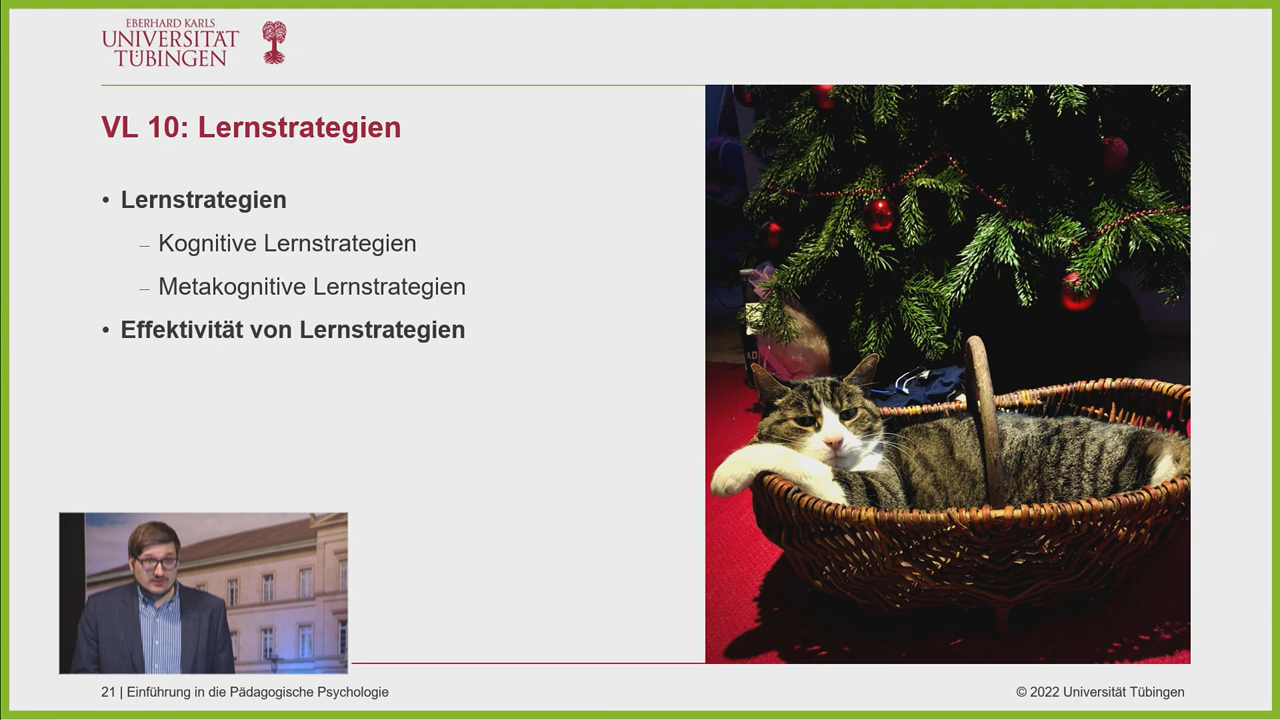 EBERHARD KARLS
UNIVERSITÄT
TÜBINGEN
VL 10: Lernstrategien
• Lernstrategien
– Kognitive Lernstrategien
– Metakognitive Lernstrategien
• Effektivität von Lernstrategien
21 | Einführung in die Pädagogische Psychologie
© 2022 Universität Tübingen